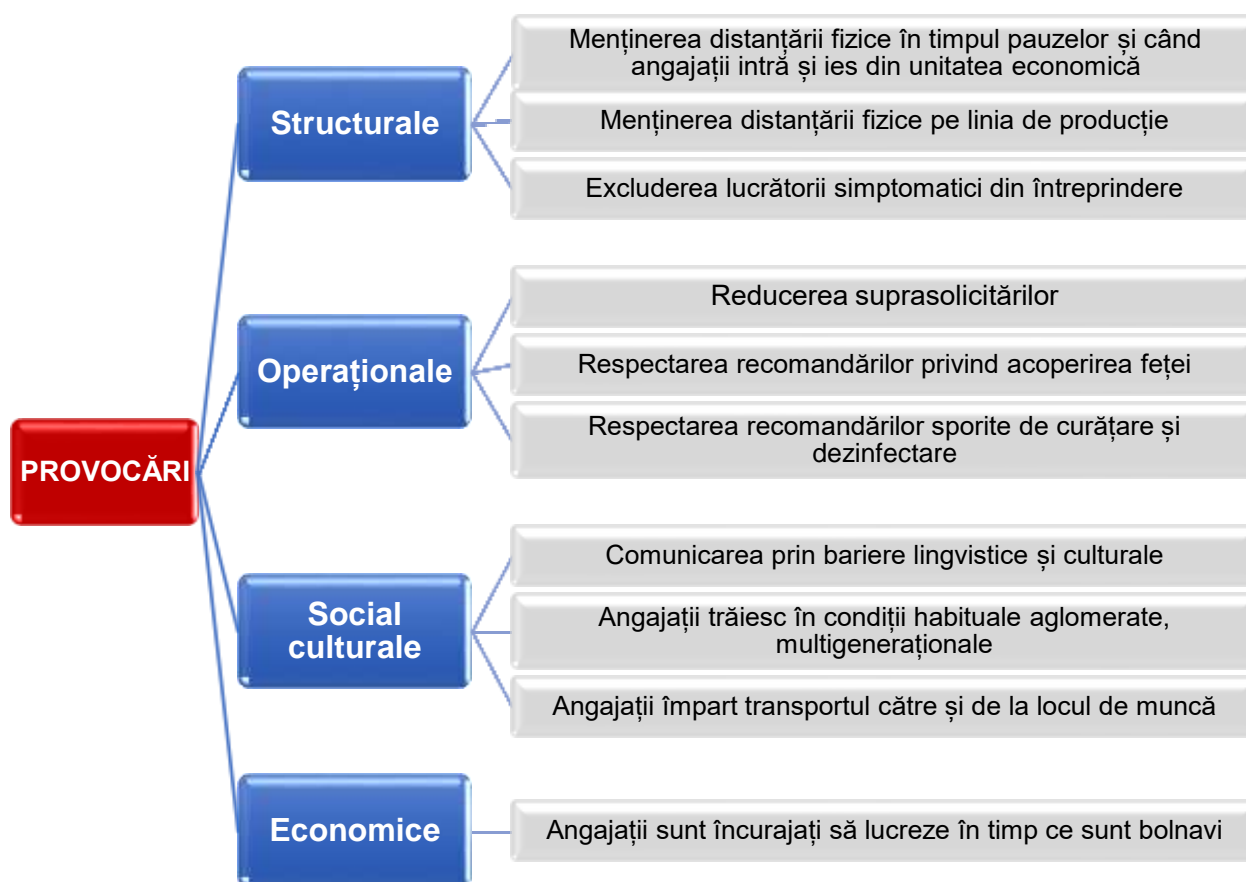 PROVOCĂRI
Structurale
Menținerea distanțării fizice în timpul pauzelor și când
angajații intră și ies din unitatea economică
Menținerea distanțării fizice pe linia de producție
Excluderea lucrătorii simptomatici din întreprindere
Operaționale
Reducerea suprasolicitărilor
Respectarea recomandărilor privind acoperirea feței
Respectarea recomandărilor sporite de curățare și
dezinfectare
Social
culturale
Comunicarea prin bariere lingvistice și culturale
Angajații trăiesc în condiții habituale aglomerate,
multigeneraționale
Angajații împart transportul către și de la locul de muncă
Economice
Angajații sunt încurajați să lucreze în timp ce sunt bolnavi